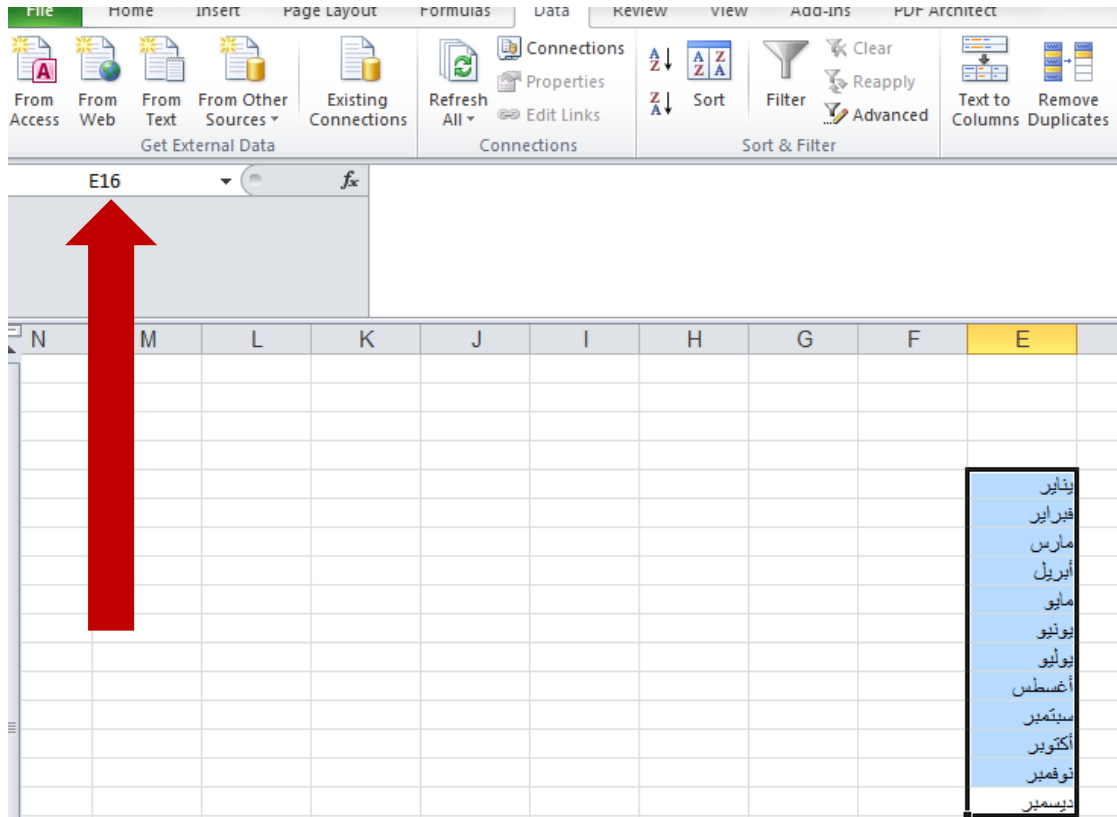 File Home Insert Page Layout Formulas Data Review View Add-Ins PDF Architect
From Access
From Web
From Text
From Other Sources
Existing Connections
Get External Data
Refresh All
Connections
Properties
Edit Links
Connections
Sort
Filter
Clear
Reapply
Advanced
Sort & Filter
Text to Columns
Remove Duplicates
E16
fx
N M L K J I H G F E
يناير
فبراير
مارس
أبريل
مايو
يونيو
يوليو
أغسطس
سبتمبر
أكتوبر
نوفمبر
ديسمبر